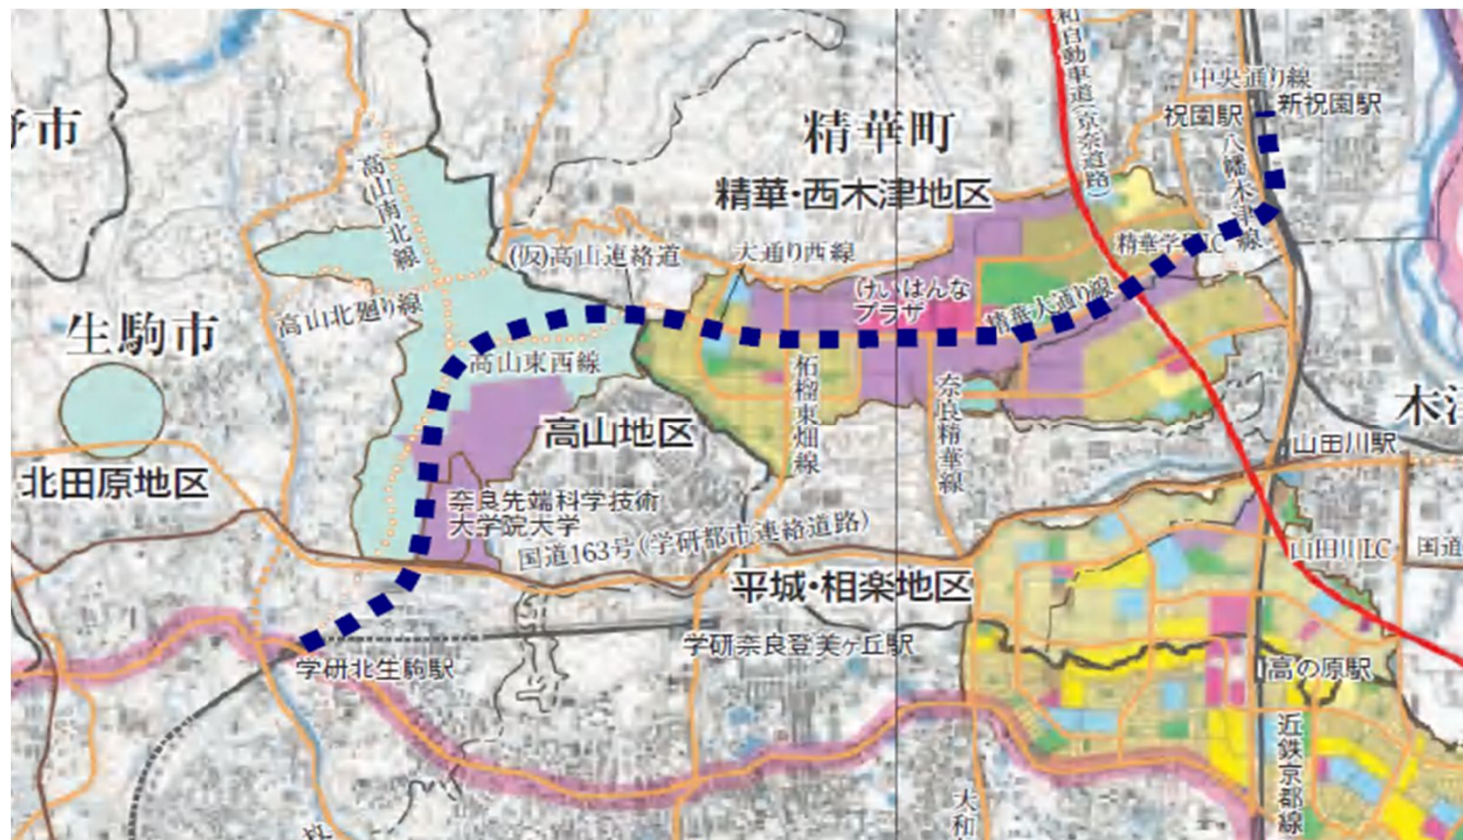 中央通り線
新祝園駅
祝園駅
野市
精華町
和自動車道(京奈道路)
八幡木津線
高山南北線
精華・西木津地区
(仮)高山連絡道
大通り西線
精華学研IC
けいはんな
プラザ
精華大通り線
高山北廻り線
生駒市
高山東西線
柘榴東畑線
奈良精華線
木津
高山地区
山田川駅
北田原地区
奈良先端科学技術
大学院大学
国道163号(学研都市連絡道路)
山田川IC
国道
平城・相楽地区
学研奈良登美ヶ丘駅
学研北生駒駅
高の原駅
近鉄京都線
大和